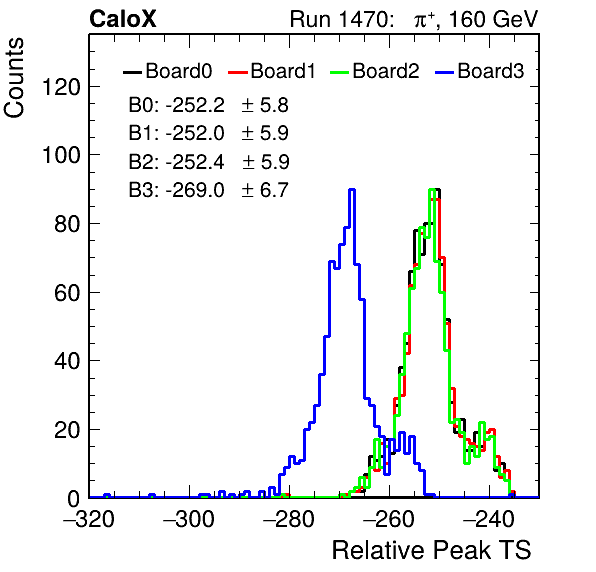 CaloX Run 1470: π⁺, 160 GeV
Counts
Board0 Board1 Board2 Board3
B0: -252.2 ± 5.8
B1: -252.0 ± 5.9
B2: -252.4 ± 5.9
B3: -269.0 ± 6.7
120
100
80
60
40
20
0
−320 −300 −280 −260 −240
Relative Peak TS